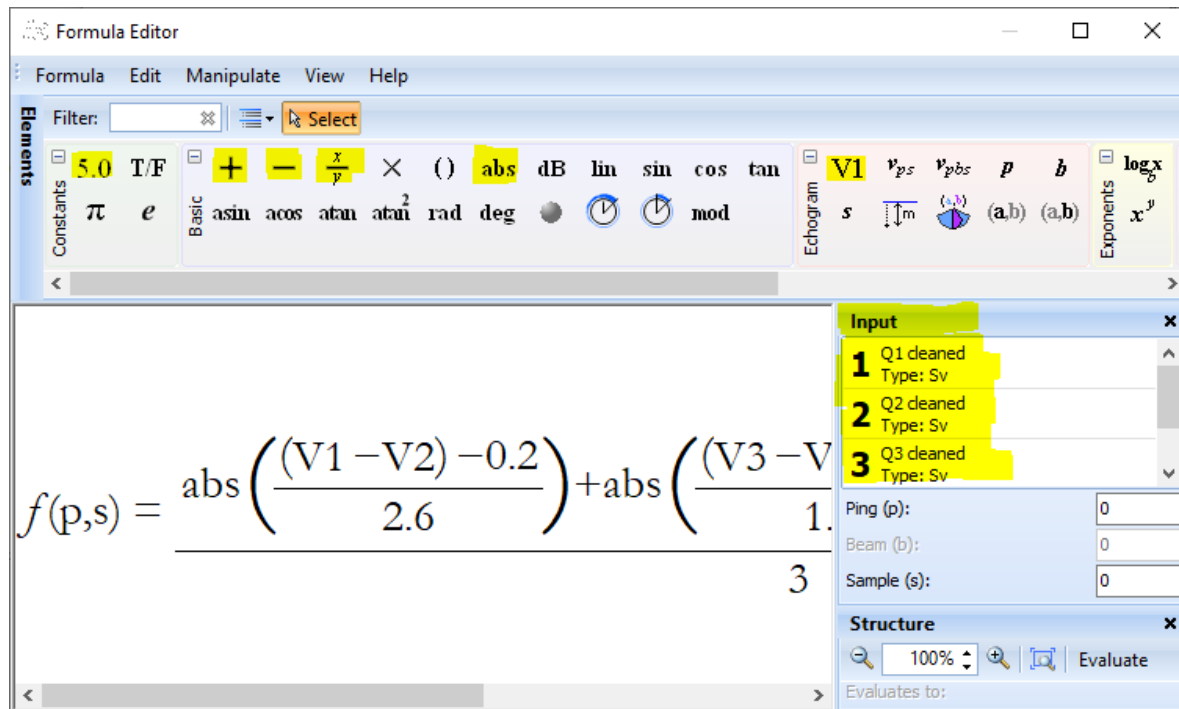 Formula Editor
Formula Edit Manipulate View Help
Elements
Filter:
Select
Constants
5.0 T/F
π e
Basic
+ − x/y × ( ) abs dB lin sin cos tan
asin acos atan atan2 rad deg mod
Echogram
V1 vps vpbs p b
s m (a,b) (a,b) (a,b)
Exponents
logbx
x^y
f(p,s) = abs((V1 − V2) − 0.2
2.6) + abs((V3 − V
1.
3
Input
1 Q1 cleaned
Type: Sv
2 Q2 cleaned
Type: Sv
3 Q3 cleaned
Type: Sv
Ping (p): 0
Beam (b): 0
Sample (s): 0
Structure
100% Evaluate
Evaluates to: